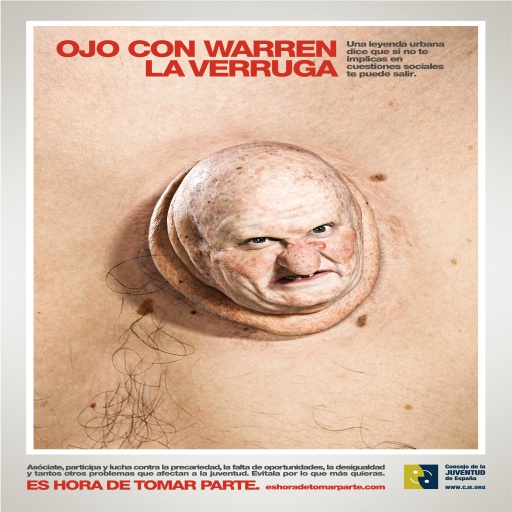 OJO CON WARREN
LA VERRUGA
Una leyenda urbana
dice que si no te
implicas en
cuestiones sociales
te puede salir.
Asóciate, participa y lucha contra la precariedad, la falta de oportunidades, la desigualdad
y tantos otros problemas que afectan a la juventud. Evítala por lo que más quieras.
ES HORA DE TOMAR PARTE. eshoradetomarparte.com
Consejo de la
JUVENTUD
de España
WWW.CJE.ORG